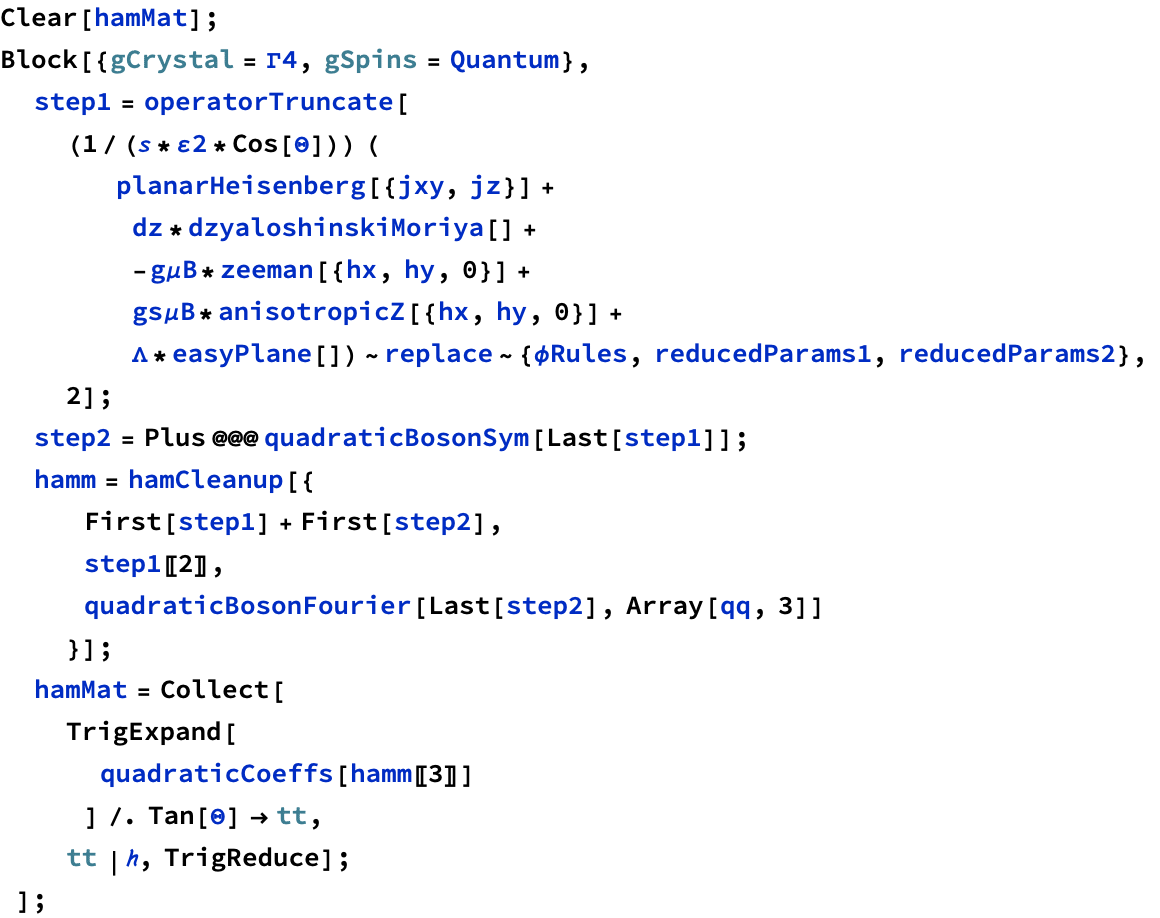 Clear[hamMat];
Block[{gCrystal = Γ4, gSpins = Quantum},
step1 = operatorTruncate[
(1 / (s * ε2 * Cos[Θ])) (
planarHeisenberg[{jxy, jz}] +
dz * dzyaloshinskiMoriya[] +
-gμB * zeeman[{hx, hy, 0}] +
gsμB * anisotropicZ[{hx, hy, 0}] +
Λ * easyPlane[]) ~ replace ~ {ϕRules, reducedParams1, reducedParams2},
2];
step2 = Plus @@@ quadraticBosonSym[Last[step1]];
hamm = hamCleanup[{
First[step1] + First[step2],
step1〚2〛,
quadraticBosonFourier[Last[step2], Array[qq, 3]]
}];
hamMat = Collect[
TrigExpand[
quadraticCoeffs[hamm〚3〛]
] /. Tan[Θ] → tt,
tt | h, TrigReduce];
];